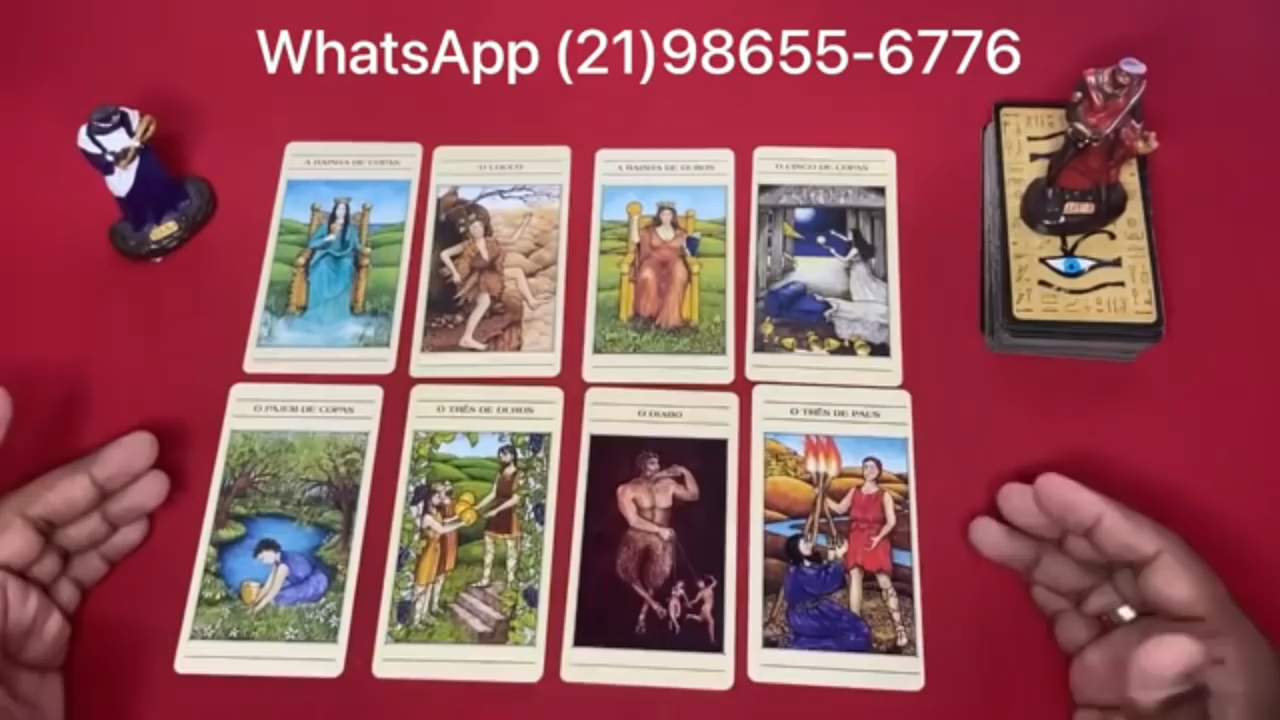 WhatsApp (21)98655-6776
A RAINHA DE COPAS
O LOUCO
A RAINHA DE OUROS
O CINCO DE COPAS
O PAJEM DE COPAS
O TRÊS DE OUROS
O DIABO
O TRÊS DE PAUS